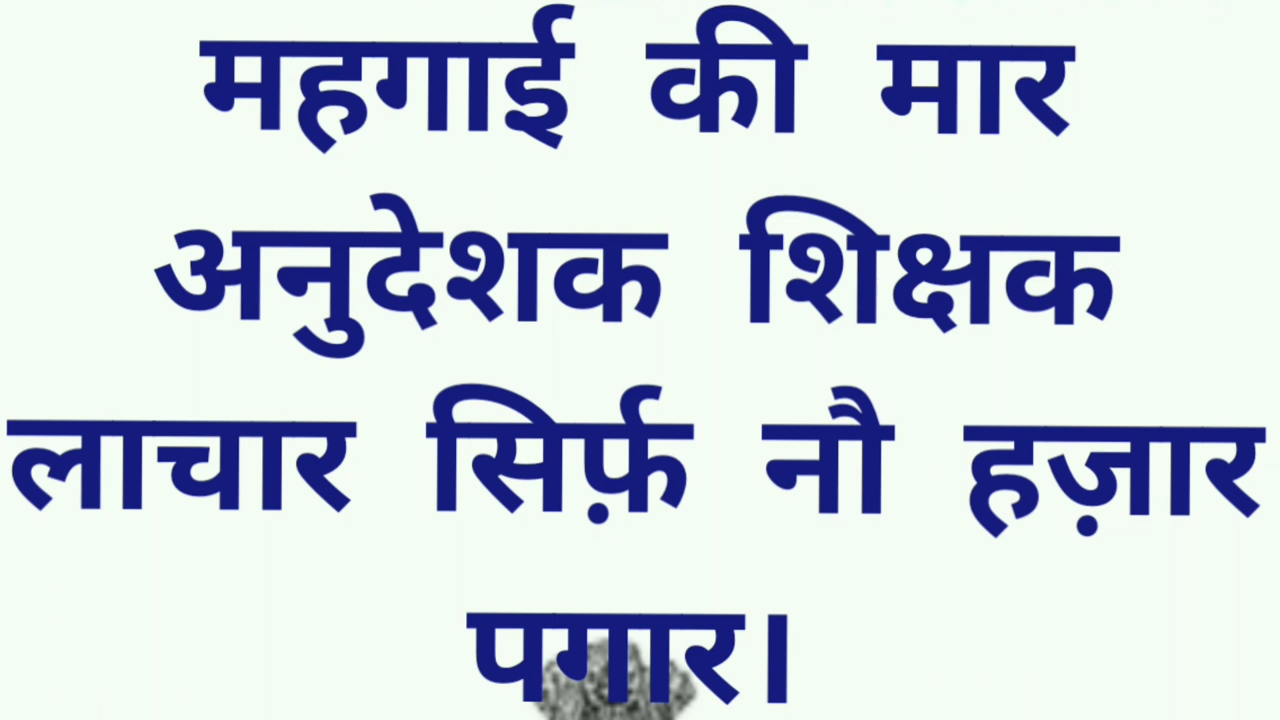 महगाई की मार
अनुदेशक शिक्षक
लाचार सिर्फ़ नौ हज़ार
पगार।